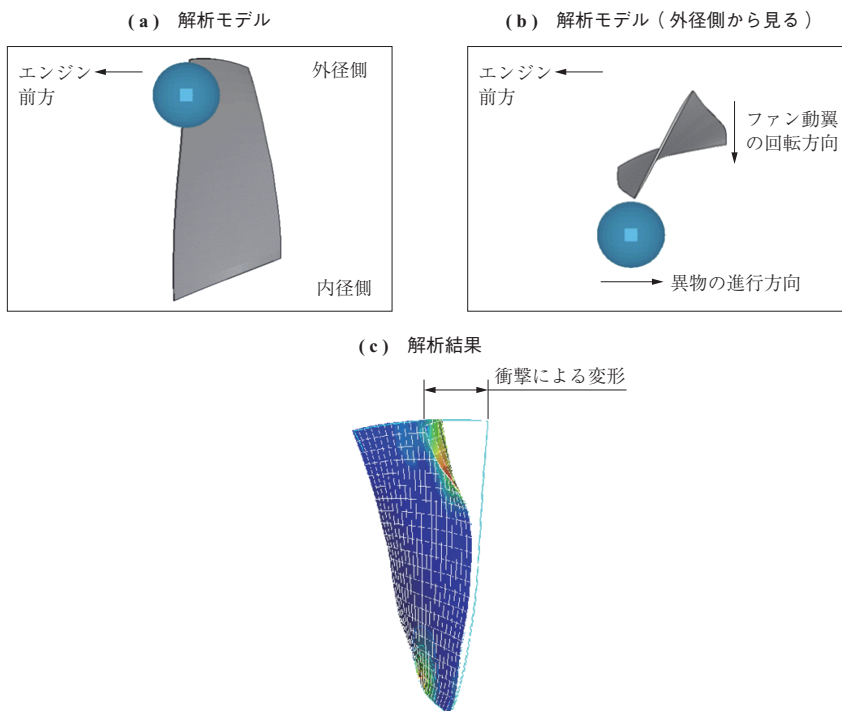 ( a ) 解析モデル
エンジン
前方
外径側
内径側
( b ) 解析モデル ( 外径側から見る )
エンジン
前方
ファン動翼
の回転方向
異物の進行方向
( c ) 解析結果
衝撃による変形